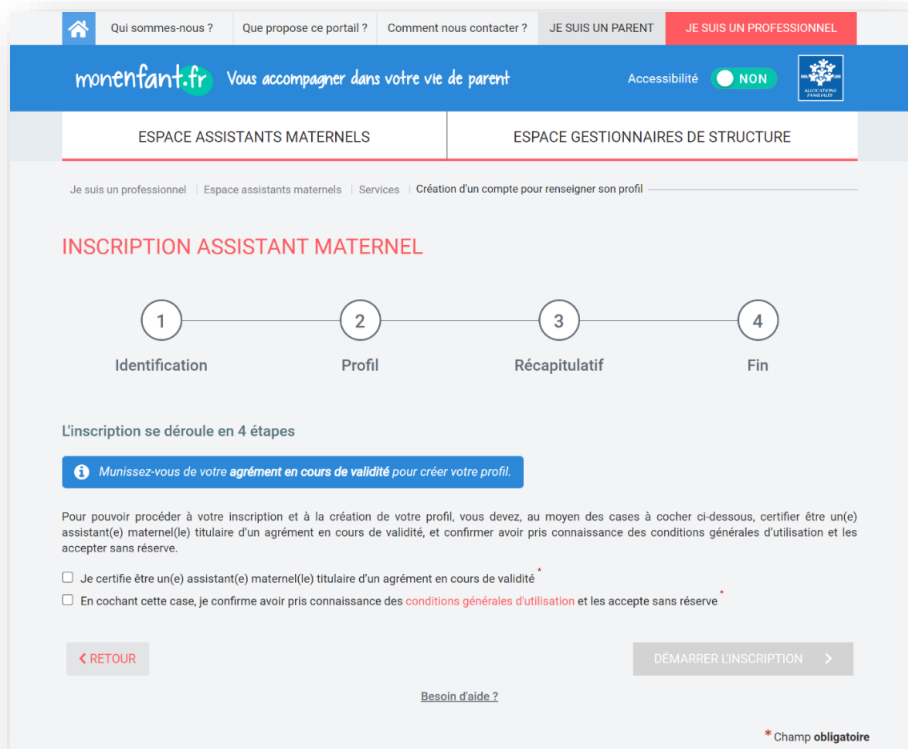 Qui sommes-nous ? Que propose ce portail ? Comment nous contacter ? JE SUIS UN PARENT JE SUIS UN PROFESSIONNEL
monenfant.fr Vous accompagner dans votre vie de parent Accessibilité NON
ALLOCATIONS
FAMILIALES
ESPACE ASSISTANTS MATERNELS ESPACE GESTIONNAIRES DE STRUCTURE
Je suis un professionnel | Espace assistants maternels | Services | Création d'un compte pour renseigner son profil
INSCRIPTION ASSISTANT MATERNEL
1 2 3 4
Identification Profil Récapitulatif Fin
L'inscription se déroule en 4 étapes
Munissez-vous de votre agrément en cours de validité pour créer votre profil.
Pour pouvoir procéder à votre inscription et à la création de votre profil, vous devez, au moyen des cases à cocher ci-dessous, certifier être un(e)
assistant(e) maternel(le) titulaire d'un agrément en cours de validité, et confirmer avoir pris connaissance des conditions générales d'utilisation et les
accepter sans réserve.
Je certifie être un(e) assistant(e) maternel(le) titulaire d'un agrément en cours de validité *
En cochant cette case, je confirme avoir pris connaissance des conditions générales d'utilisation et les accepte sans réserve *
< RETOUR DÉMARRER L'INSCRIPTION >
Besoin d'aide ?
* Champ obligatoire